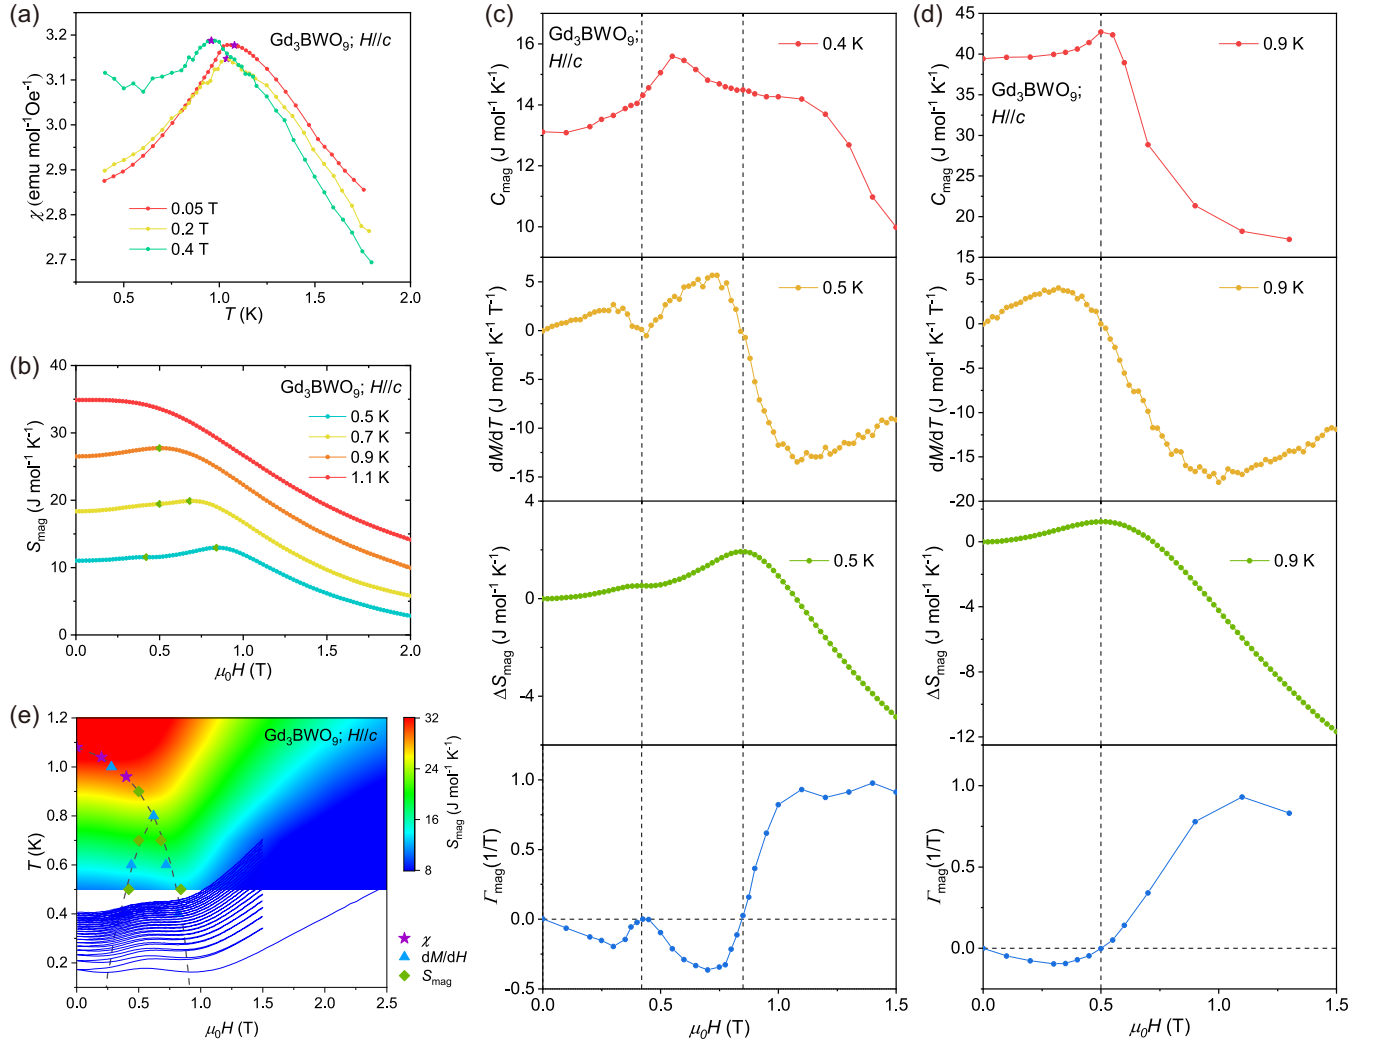 (a)
Gd3BWO9; H//c
3.2
3.1
3.0
2.9
2.8
2.7
χ (emu mol-1Oe-1)
0.05 T
0.2 T
0.4 T
0.5
1.0
1.5
2.0
T (K)
(b)
Gd3BWO9; H//c
40
30
20
10
0
Smag (J mol-1 K-1)
0.5 K
0.7 K
0.9 K
1.1 K
0.0
0.5
1.0
1.5
2.0
μ0H (T)
(e)
Gd3BWO9; H//c
1.2
1.0
0.8
0.6
0.4
0.2
T (K)
0.0
0.5
1.0
1.5
2.0
2.5
μ0H (T)
32
24
16
8
Smag (J mol-1 K-1)
χ
dM/dH
Smag
(c)
Gd3BWO9;
H//c
0.4 K
16
14
12
10
Cmag (J mol-1 K-1)
0.5 K
5
0
-5
-10
-15
dM/dT (J mol-1 K-1 T-1)
0.5 K
4
0
-4
ΔSmag (J mol-1 K-1)
1.0
0.5
0.0
-0.5
Γmag(1/T)
0.0
0.5
1.0
1.5
μ0H (T)
(d)
0.9 K
Gd3BWO9;
H//c
45
40
35
30
25
20
15
Cmag (J mol-1 K-1)
0.9 K
5
0
-5
-10
-15
-20
dM/dT (J mol-1 K-1 T-1)
0.9 K
0
-4
-8
-12
ΔSmag (J mol-1 K-1)
1.0
0.5
0.0
Γmag(1/T)
0.0
0.5
1.0
1.5
μ0H (T)